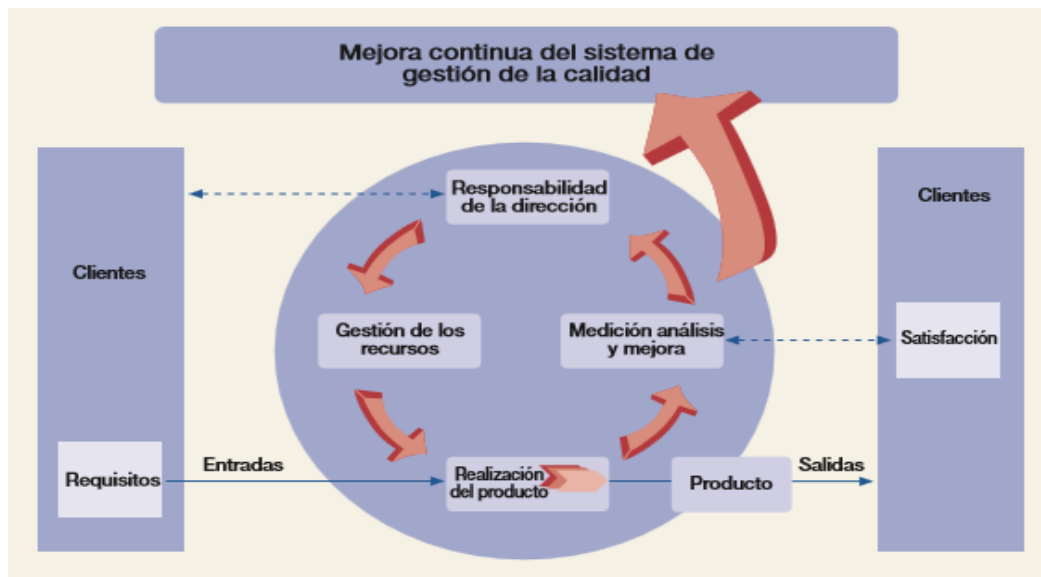 Mejora continua del sistema de
gestión de la calidad
Responsabilidad
de la dirección
Clientes
Clientes
Gestión de los
recursos
Medición análisis
y mejora
Satisfacción
Requisitos
Entradas
Realización
del producto
Producto
Salidas